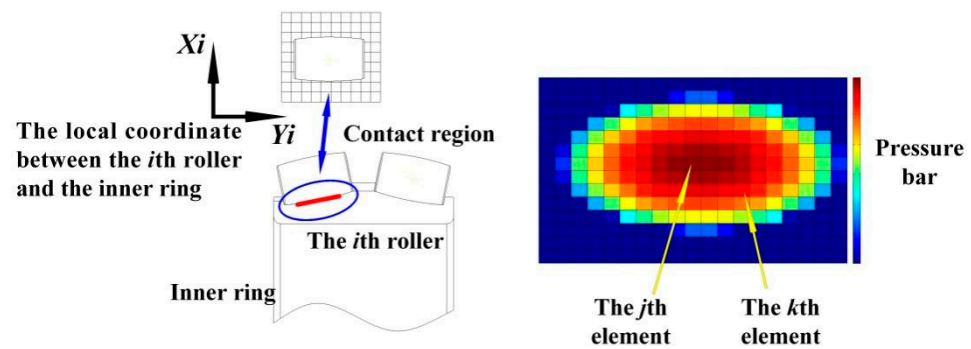 Xi
Yi
The local coordinate
between the ith roller
and the inner ring
Contact region
The ith roller
Inner ring
Pressure
bar
The jth
element
The kth
element